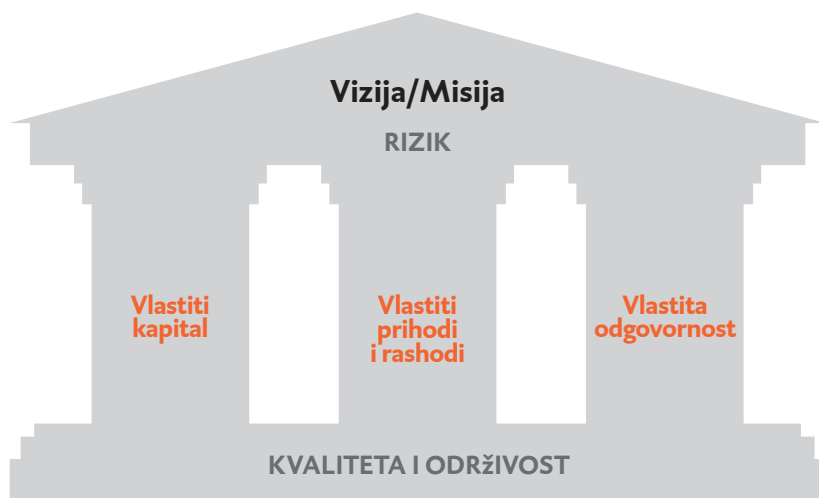 Vizija/Misija
RIZIK
Vlastiti
kapital
Vlastiti
prihodi
i rashodi
Vlastita
odgovornost
KVALITETA I ODRžIVOST